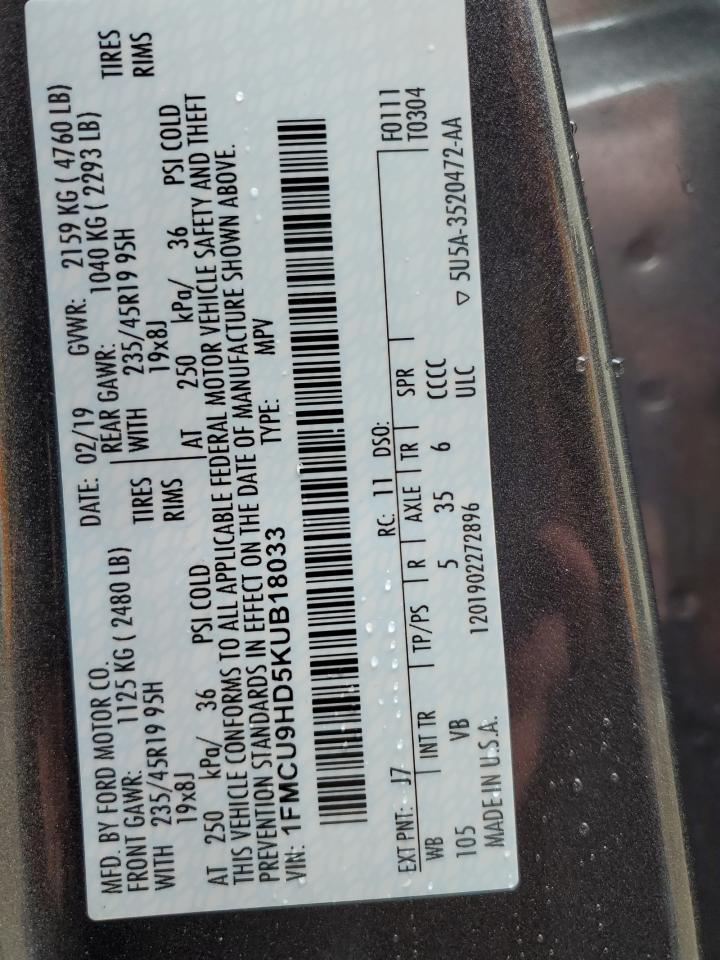 MFD. BY FORD MOTOR CO. DATE: 02/19 GVWR: 2159 KG ( 4760 LB)
FRONT GAWR: 1125 KG ( 2480 LB) REAR GAWR: 1040 KG ( 2293 LB)
WITH 235/45R19 95H TIRES WITH 235/45R19 95H TIRES
19x8J RIMS 19x8J RIMS
AT 250 kPa/ 36 PSI COLD AT 250 kPa/ 36 PSI COLD
THIS VEHICLE CONFORMS TO ALL APPLICABLE FEDERAL MOTOR VEHICLE SAFETY AND THEFT
PREVENTION STANDARDS IN EFFECT ON THE DATE OF MANUFACTURE SHOWN ABOVE.
VIN: 1FMCU9HD5KUB18033 TYPE: MPV
EXT PNT: J7 RC: 11 DSO: F0111
WB INT TR TP/PS R AXLE TR SPR T0304
105 VB 5 35 6 CCCC
ULC
MADE IN U.S.A. 1201902272896 ▽ 5U5A-3520472-AA